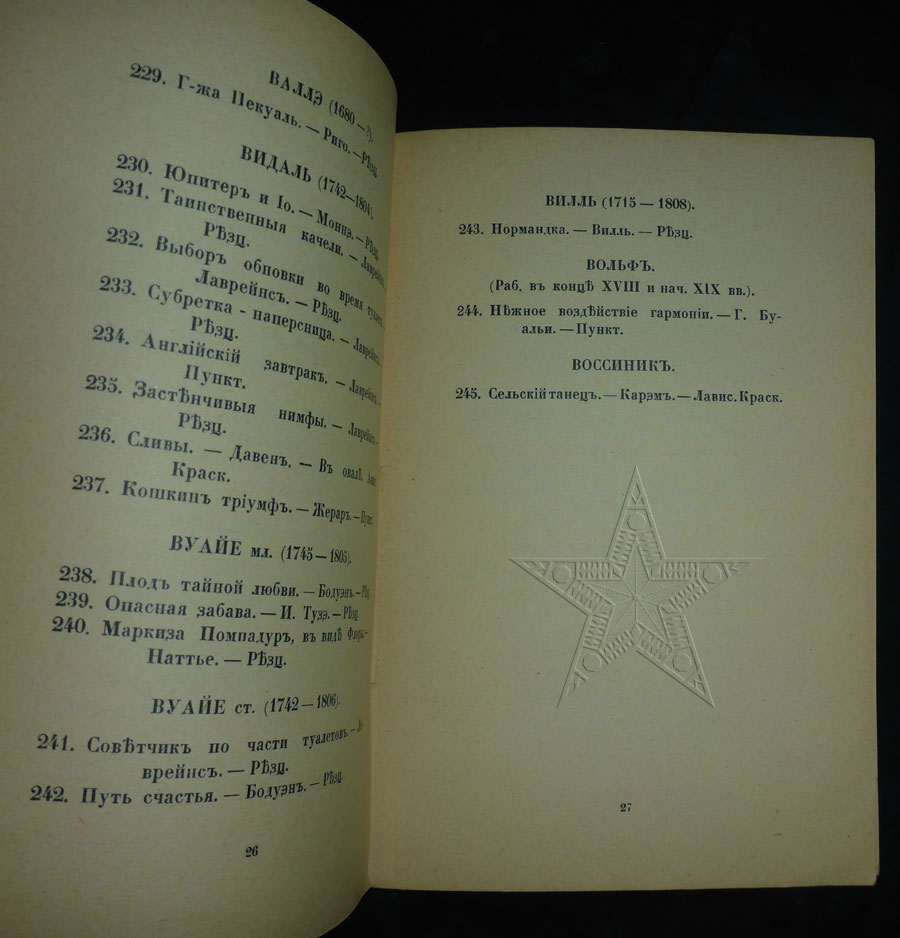 ВАЛЛЭ (1680 — ?).
229. Г-жа Пекуаль. — Риго. — Рѣзц.
ВИДАЛЬ (1742—1804).
230. Юпитеръ и Іо. — Монцэ. — Рѣзц.
231. Таинственныя качели. — Лаврейнсъ.
Рѣзц.
232. Выборъ обновки во время
Лаврейнсъ. — Рѣзц.
233. Субретка - наперсница. — Лаврейнсъ.
Рѣзц.
234. Англійскій завтракъ. — Лаврейнсъ. —
Пункт.
235. Застѣнчивыя нимфы. — Лаврейнсъ. —
Рѣзц.
236. Сливы. — Давенъ. — Въ овалѣ.
Краск.
237. Кошкинъ тріумфъ. — Жераръ. — Пункт.
ВУАЙЕ мл. (1745—1805).
238. Плодъ тайной любви. — Бодуэнъ. — Рѣзц.
239. Опасная забава. — И. Тузэ. — Рѣзц.
240. Маркиза Помпадуръ, въ видѣ
Наттье. — Рѣзц.
ВУАЙЕ ст. (1742—1806).
241. Совѣтчикъ по части туалетовъ. —
врейнсъ. — Рѣзц.
242. Путь счастья. — Бодуэнъ. — Рѣзц.
26
ВИЛЛЬ (1715 — 1808).
243. Нормандка. — Вилль. — Рѣзц.
ВОЛЬФЪ.
(Раб. въ концѣ XVIII и нач. XIX вв.).
244. Нѣжное воздѣйствіе гармоніи. — Г. Бу-
альи. — Пункт.
ВОССИНИКЪ.
245. Сельскій танецъ. — Карэмъ. — Лавис. Краск.
27